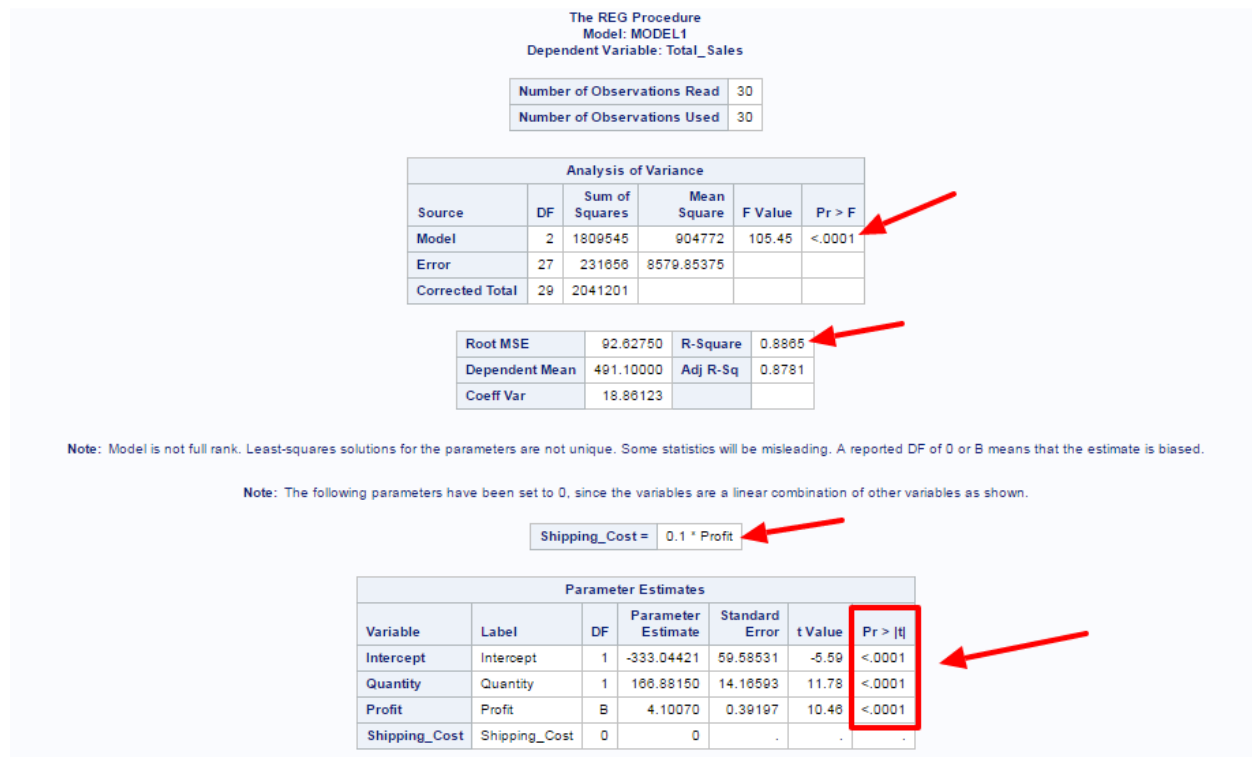 The REG Procedure
Model: MODEL1
Dependent Variable: Total_Sales
Number of Observations Read 30
Number of Observations Used 30
Analysis of Variance
Source DF Sum of Squares Mean Square F Value Pr > F
Model 2 1809545 904772 105.45 <.0001
Error 27 231656 8579.85375
Corrected Total 29 2041201
Root MSE 92.62750 R-Square 0.8865
Dependent Mean 491.10000 Adj R-Sq 0.8781
Coeff Var 18.86123
Note: Model is not full rank. Least-squares solutions for the parameters are not unique. Some statistics will be misleading. A reported DF of 0 or B means that the estimate is biased.
Note: The following parameters have been set to 0, since the variables are a linear combination of other variables as shown.
Shipping_Cost = 0.1 * Profit
Parameter Estimates
Variable Label DF Parameter Estimate Standard Error t Value Pr > |t|
Intercept Intercept 1 -333.04421 59.58531 -5.59 <.0001
Quantity Quantity 1 166.88150 14.16593 11.78 <.0001
Profit Profit B 4.10070 0.39197 10.46 <.0001
Shipping_Cost Shipping_Cost 0 0 . . .